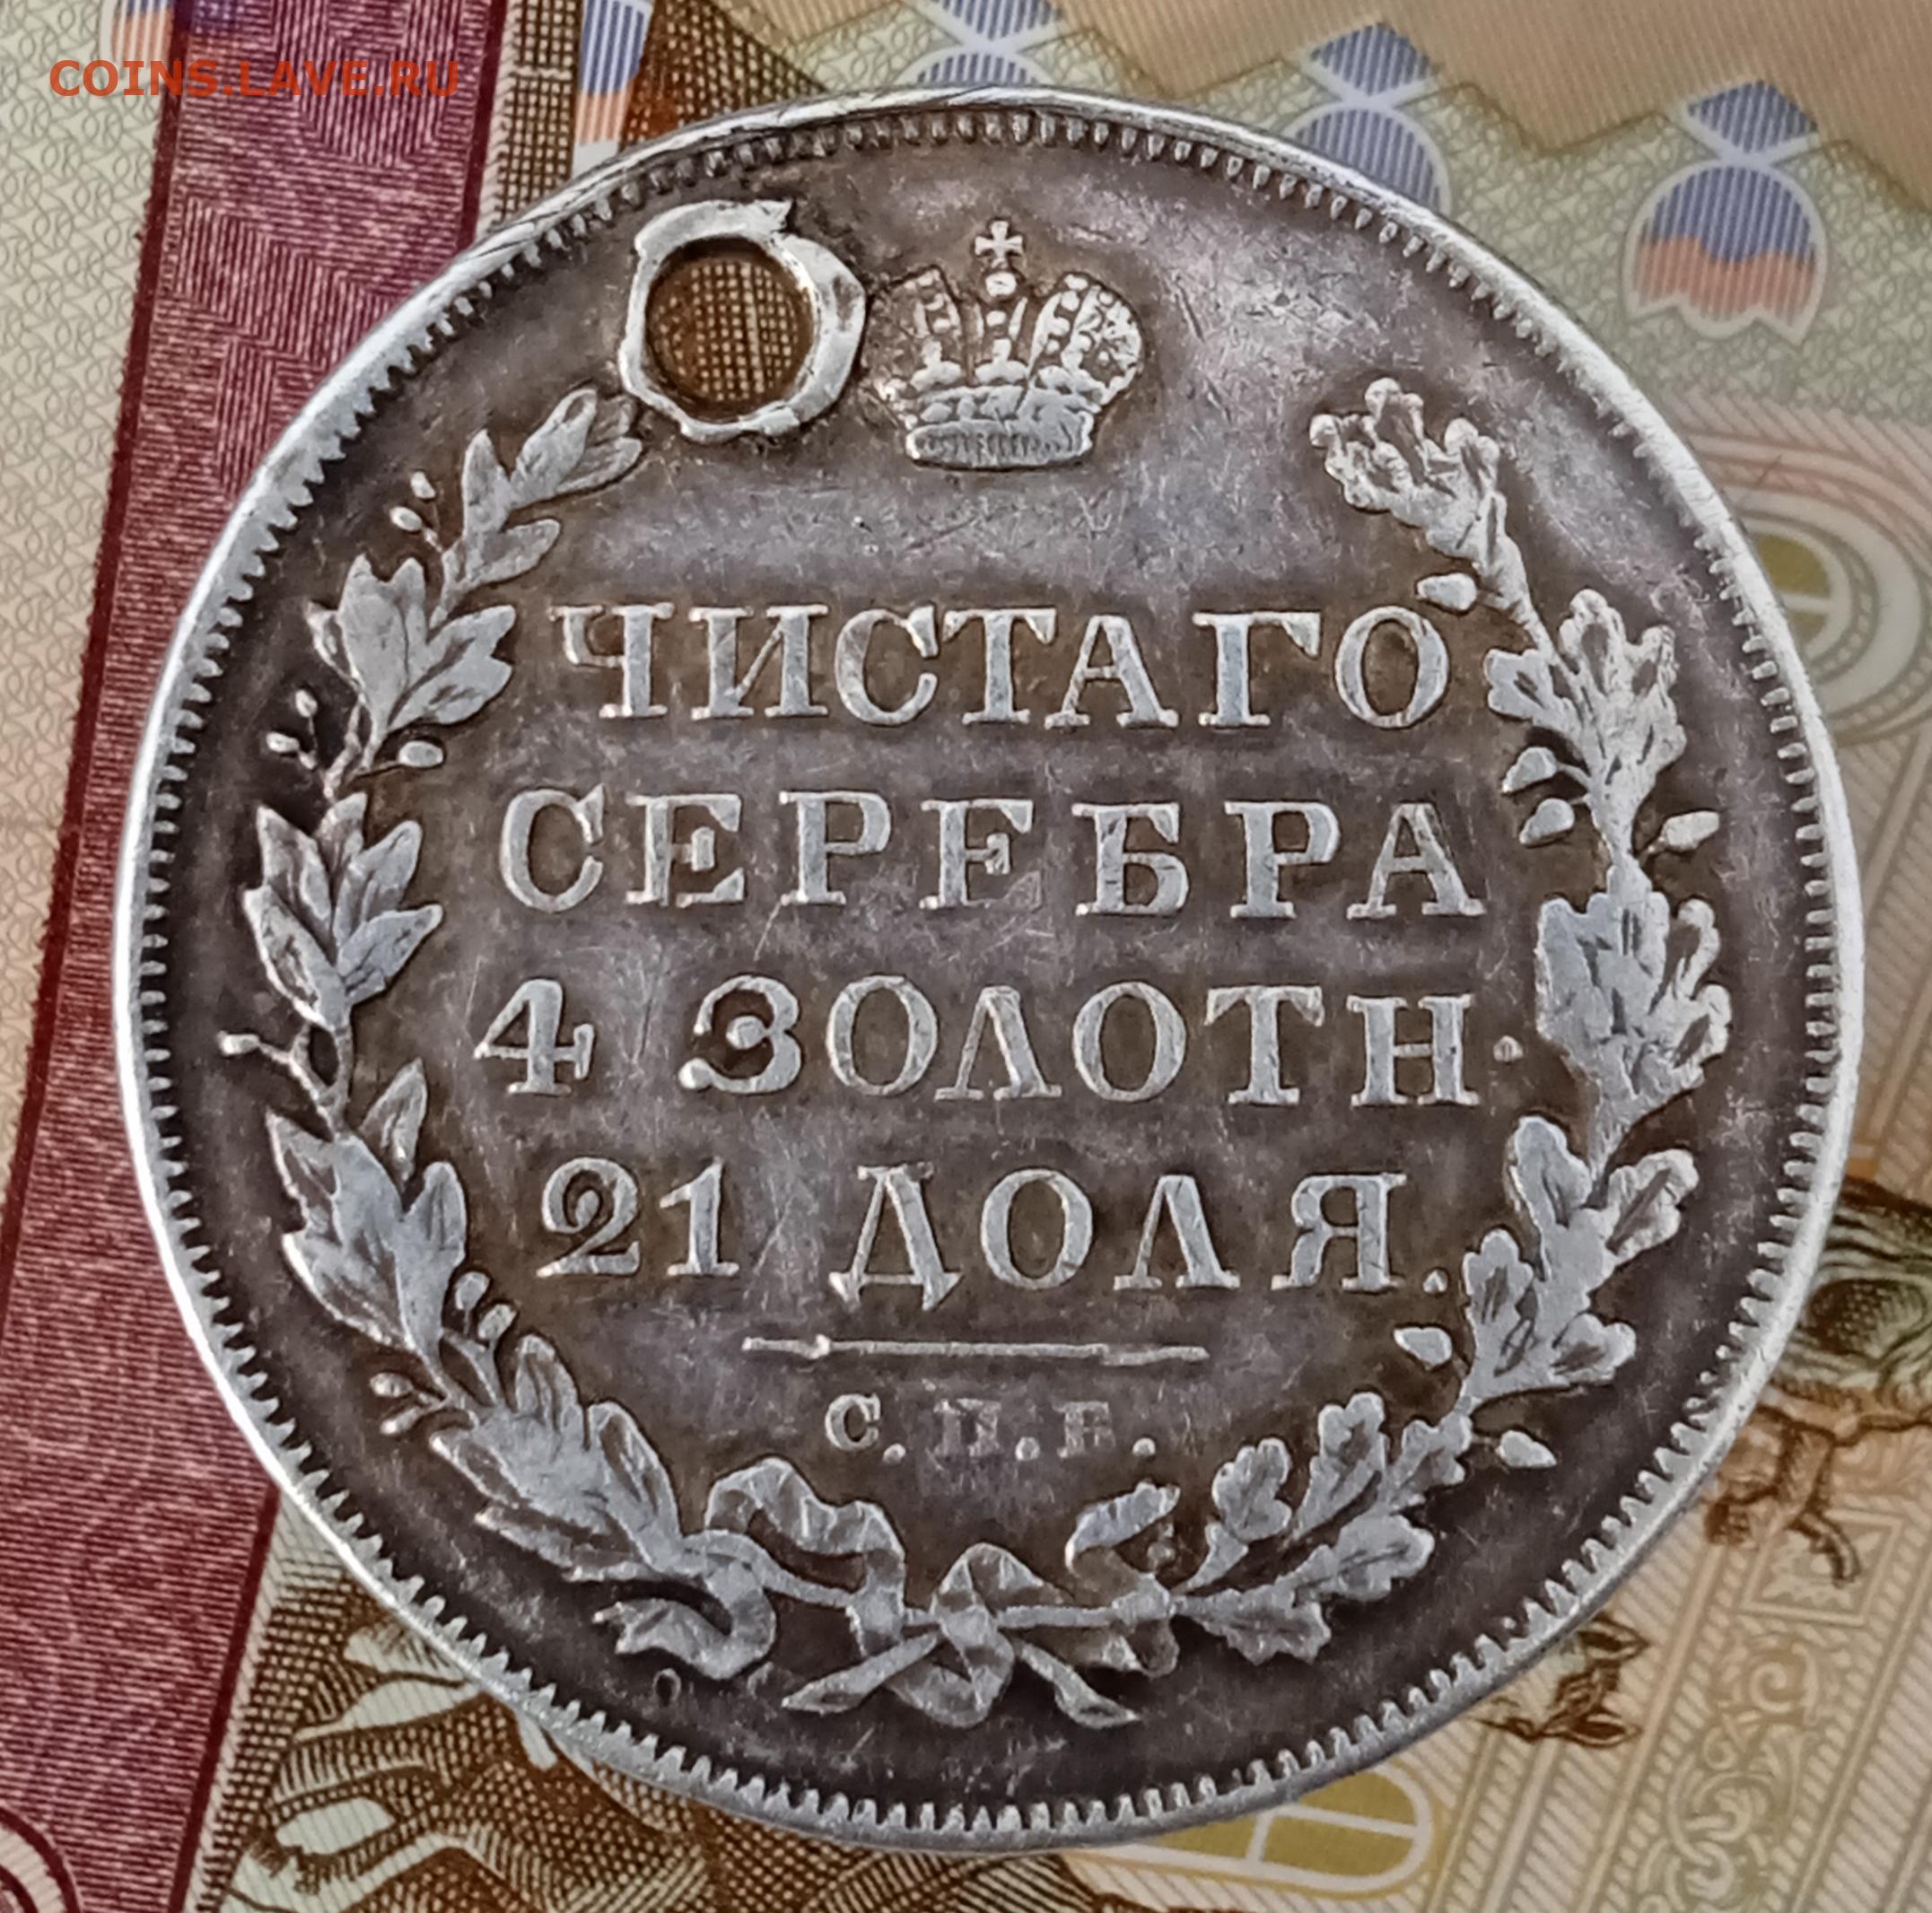 COINS.LAVE.RU
ЧИСТАГО
СЕРЕБРА
4 ЗОЛОТН.
21 ДОЛЯ.
С.П.Б.